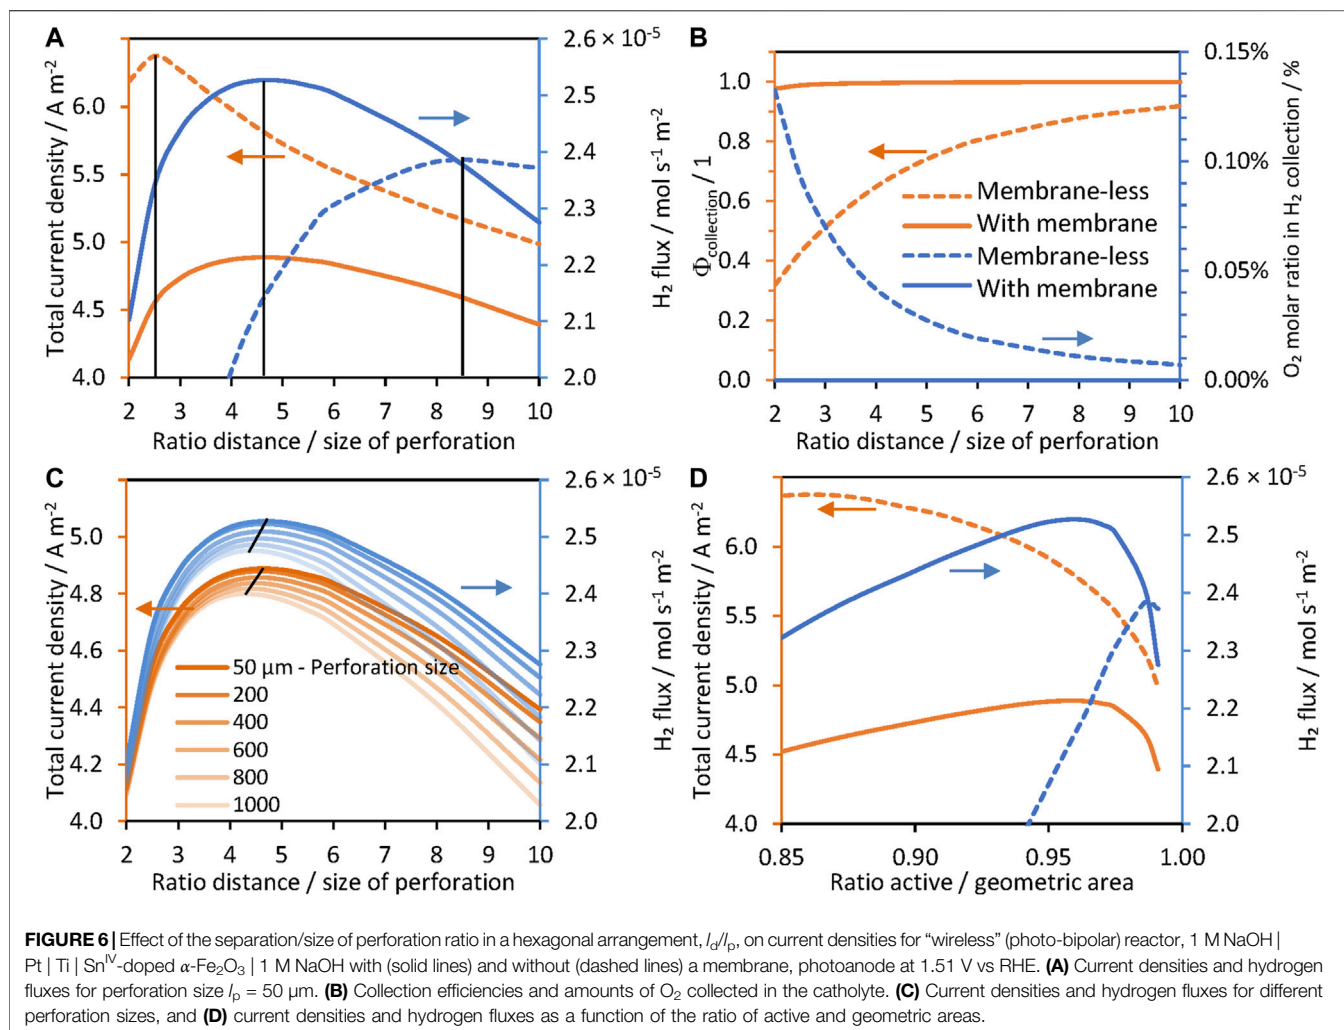 A
Total current density / A m⁻²
6.0
5.5
5.0
4.5
4.0
2 3 4 5 6 7 8 9 10
Ratio distance / size of perforation
2.6 × 10⁻⁵
2.5
2.4
2.3
2.2
2.1
2.0
H₂ flux / mol s⁻¹ m⁻²
B
Φcollection / 1
1.0
0.8
0.6
0.4
0.2
0.0
2 3 4 5 6 7 8 9 10
Ratio distance / size of perforation
Membrane-less
With membrane
Membrane-less
With membrane
0.15%
0.10%
0.05%
0.00%
O₂ molar ratio in H₂ collection / %
C
Total current density / A m⁻²
5.0
4.8
4.6
4.4
4.2
4.0
50 µm - Perforation size
200
400
600
800
1000
2 3 4 5 6 7 8 9 10
Ratio distance / size of perforation
2.6 × 10⁻⁵
2.5
2.4
2.3
2.2
2.1
2.0
H₂ flux / mol s⁻¹ m⁻²
D
Total current density / A m⁻²
6.0
5.5
5.0
4.5
4.0
0.85 0.90 0.95 1.00
Ratio active / geometric area
2.6 × 10⁻⁵
2.5
2.4
2.3
2.2
2.1
2.0
H₂ flux / mol s⁻¹ m⁻²
FIGURE 6 | Effect of the separation/size of perforation ratio in a hexagonal arrangement, l_d/l_p, on current densities for “wireless” (photo-bipolar) reactor, 1 M NaOH |
Pt | Ti | Snᴵⱽ-doped α-Fe₂O₃ | 1 M NaOH with (solid lines) and without (dashed lines) a membrane, photoanode at 1.51 V vs RHE. (A) Current densities and hydrogen
fluxes for perforation size l_p = 50 µm. (B) Collection efficiencies and amounts of O₂ collected in the catholyte. (C) Current densities and hydrogen fluxes for different
perforation sizes, and (D) current densities and hydrogen fluxes as a function of the ratio of active and geometric areas.